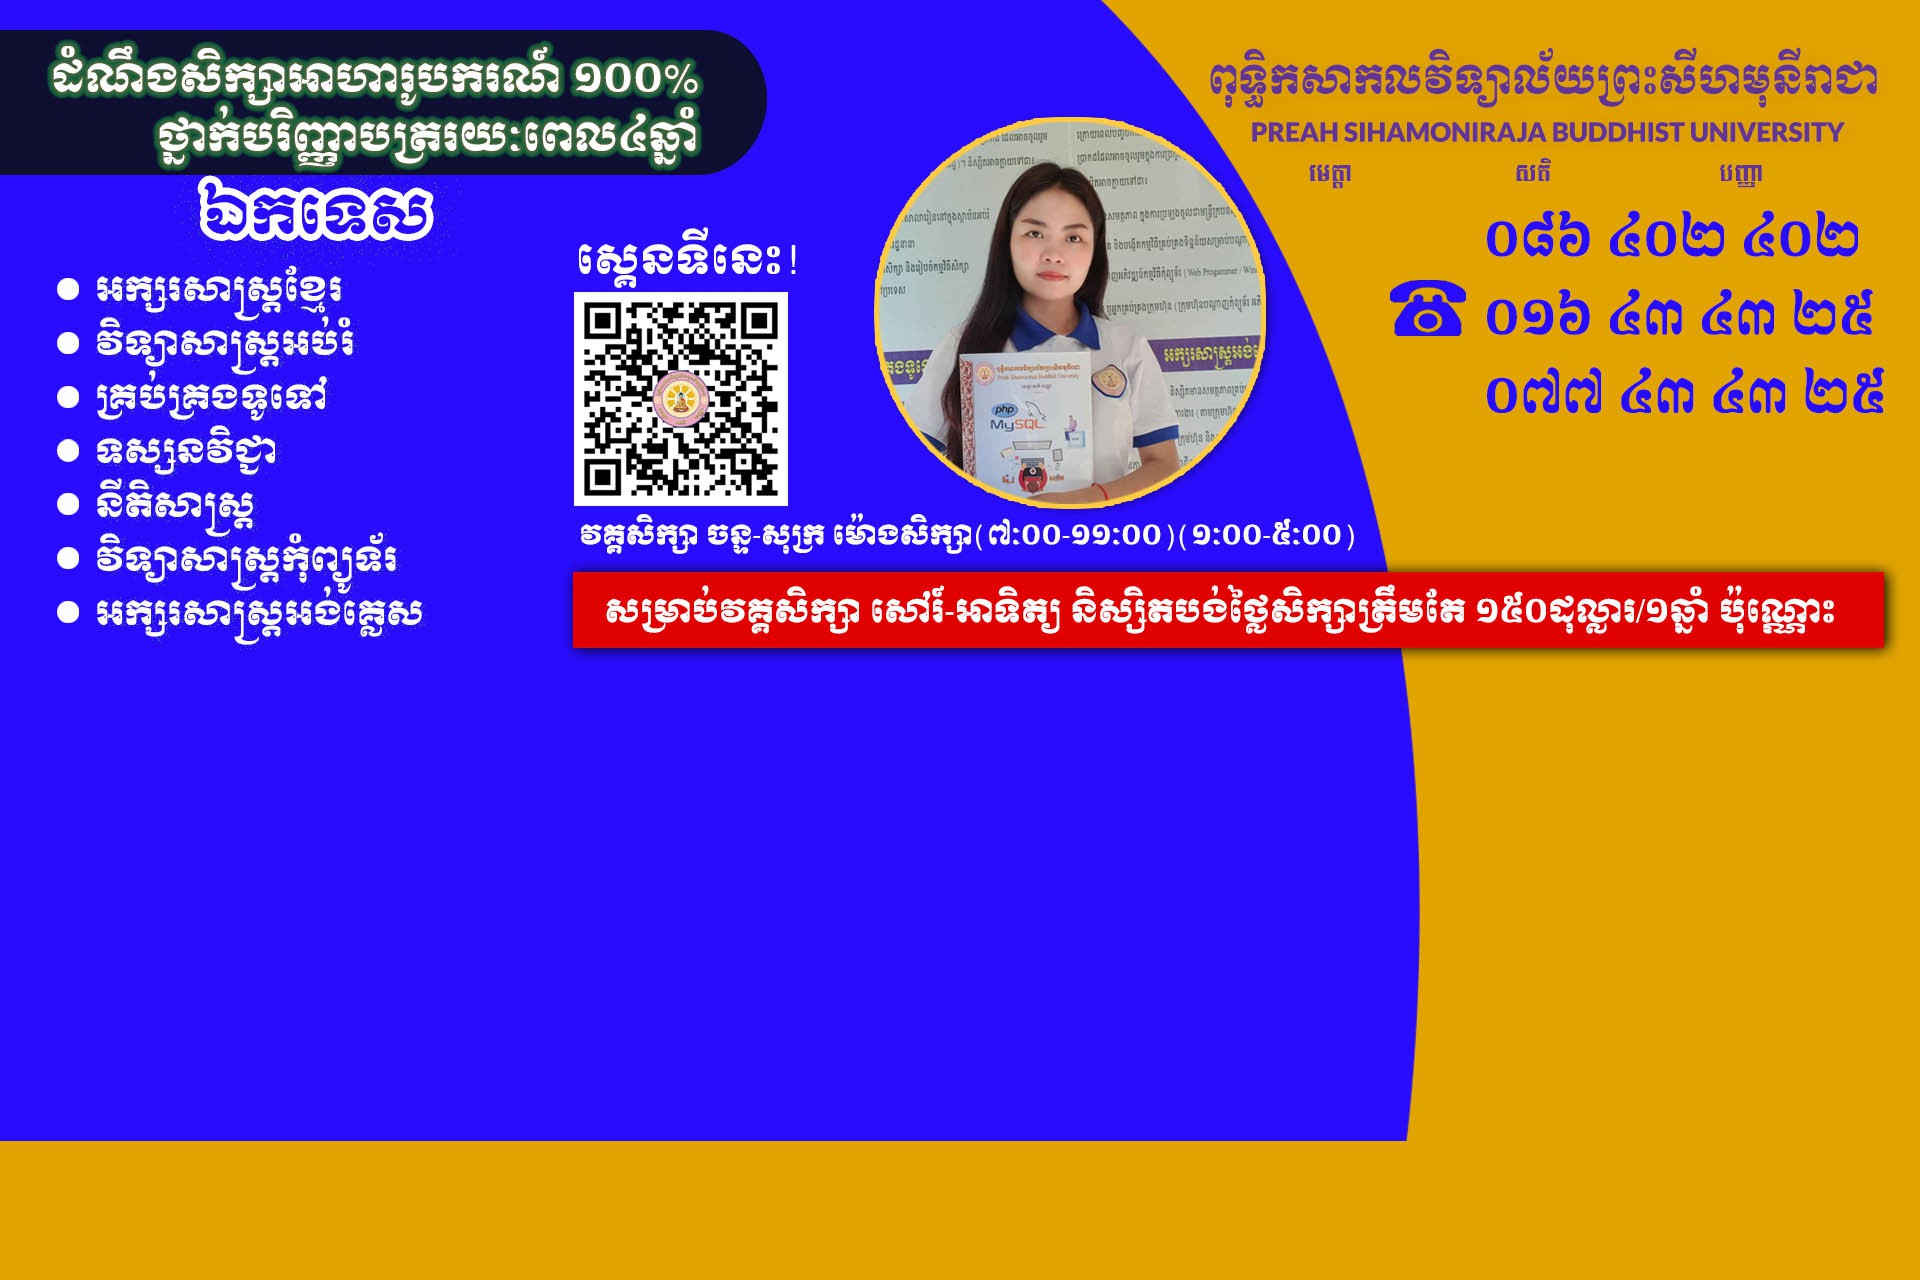 ដំណឹងសិក្សាអាហារូបករណ៍ ១០០%
ថ្នាក់បរិញ្ញាបត្ររយៈពេល៤ឆ្នាំ
ឯកទេស
អក្សរសាស្ត្រខ្មែរ
វិទ្យាសាស្ត្រអប់រំ
គ្រប់គ្រងទូទៅ
ទស្សនវិជ្ជា
នីតិសាស្ត្រ
វិទ្យាសាស្ត្រកុំព្យូទ័រ
អក្សរសាស្ត្រអង់គ្លេស
ស្គេនទីនេះ!
php
MySQL
ពុទ្ធិកសាកលវិទ្យាល័យព្រះសីហមុនីរាជា
PREAH SIHAMONIRAJA BUDDHIST UNIVERSITY
មេត្តា សតិ បញ្ញា
០៨៦ ៤០២ ៤០២
០១៦ ៤៣ ៤៣ ២៥
០៧៧ ៤៣ ៤៣ ២៥
វគ្គសិក្សា ចន្ទ-សុក្រ ម៉ោងសិក្សា(៧:00-១១:00)(១:00-៥:00)
សម្រាប់វគ្គសិក្សា សៅរ៍-អាទិត្យ និស្សិតបង់ថ្លៃសិក្សាត្រឹមតែ ១៥០ដុល្លារ/១ឆ្នាំ ប៉ុណ្ណោះ